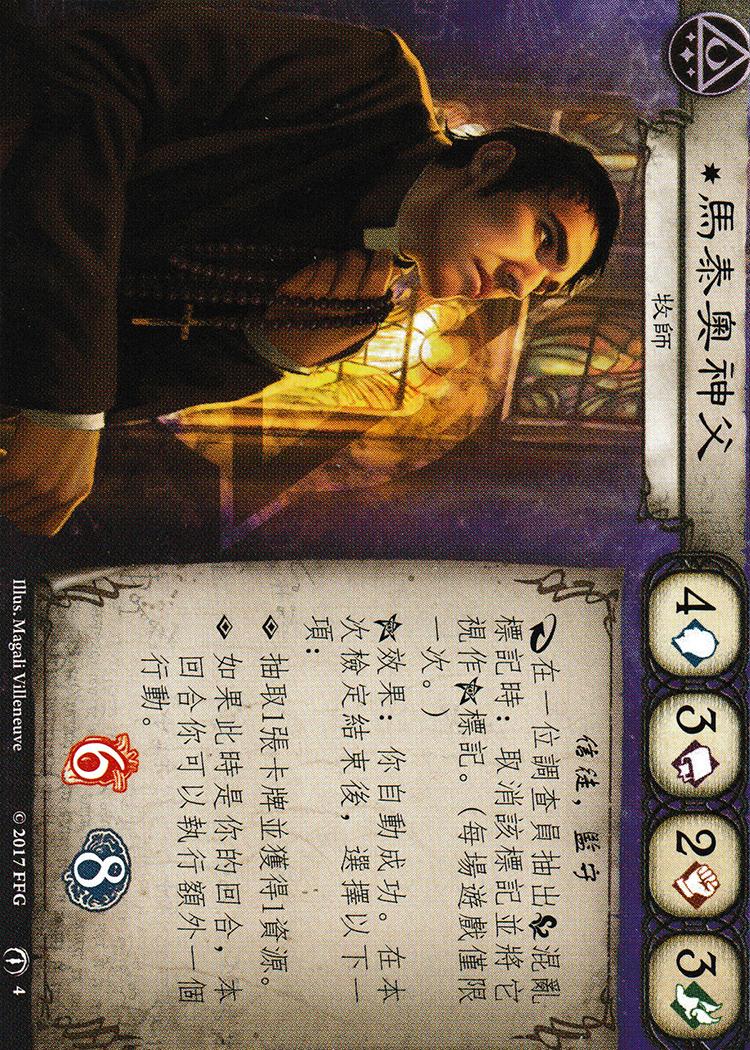 ✷馬泰奧神父
牧師
4 3 2 3
信徒，監守
在一位調查員抽出混亂
標記時：取消該標記並將它
視作標記。（每場遊戲僅限
一次。）
效果：你自動成功。在本
次檢定結束後，選擇以下一
項：
抽取1張卡牌並獲得1資源。
如果此時是你的回合，本
回合你可以執行額外一個
行動。
6 8
Illus. Magali Villeneuve © 2017 FFG 4